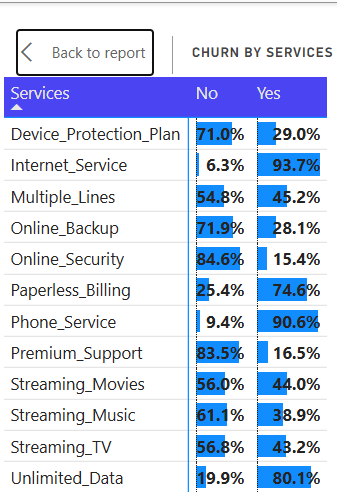 Back to report
CHURN BY SERVICES
Services No Yes
Device_Protection_Plan 71.0% 29.0%
Internet_Service 6.3% 93.7%
Multiple_Lines 54.8% 45.2%
Online_Backup 71.9% 28.1%
Online_Security 84.6% 15.4%
Paperless_Billing 25.4% 74.6%
Phone_Service 9.4% 90.6%
Premium_Support 83.5% 16.5%
Streaming_Movies 56.0% 44.0%
Streaming_Music 61.1% 38.9%
Streaming_TV 56.8% 43.2%
Unlimited_Data 19.9% 80.1%